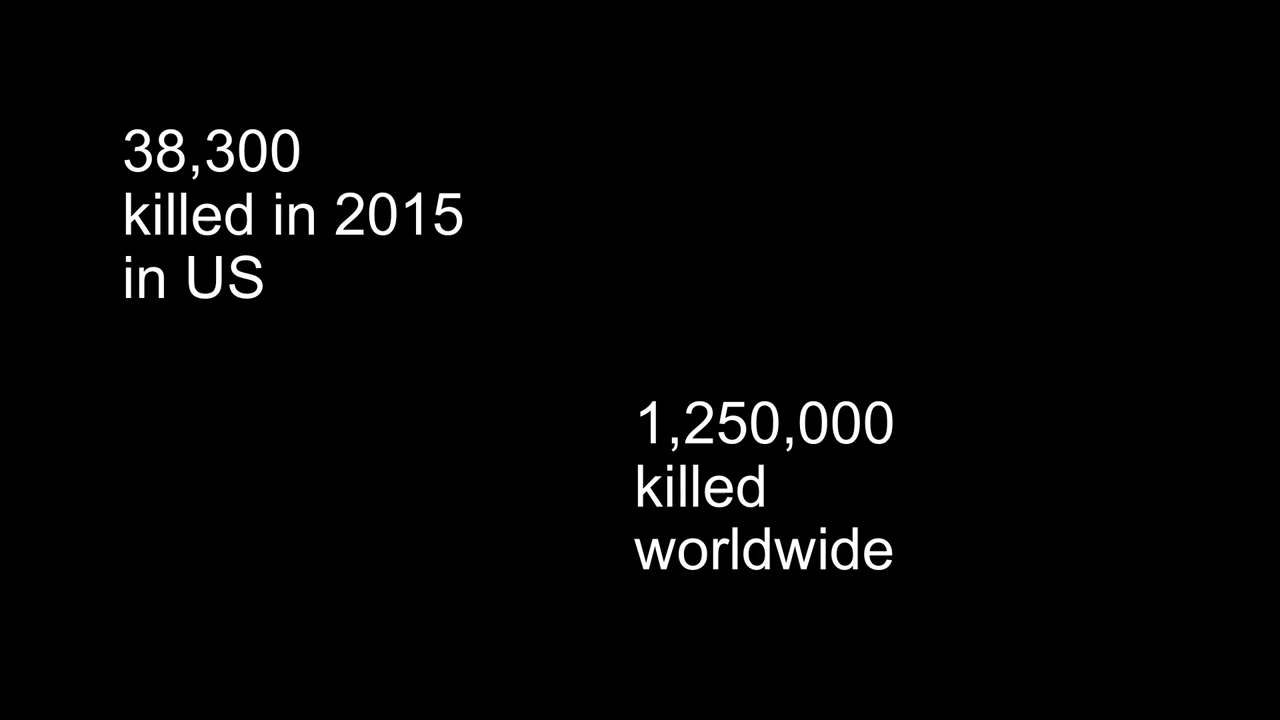 38,300
killed in 2015
in US
1,250,000
killed
worldwide